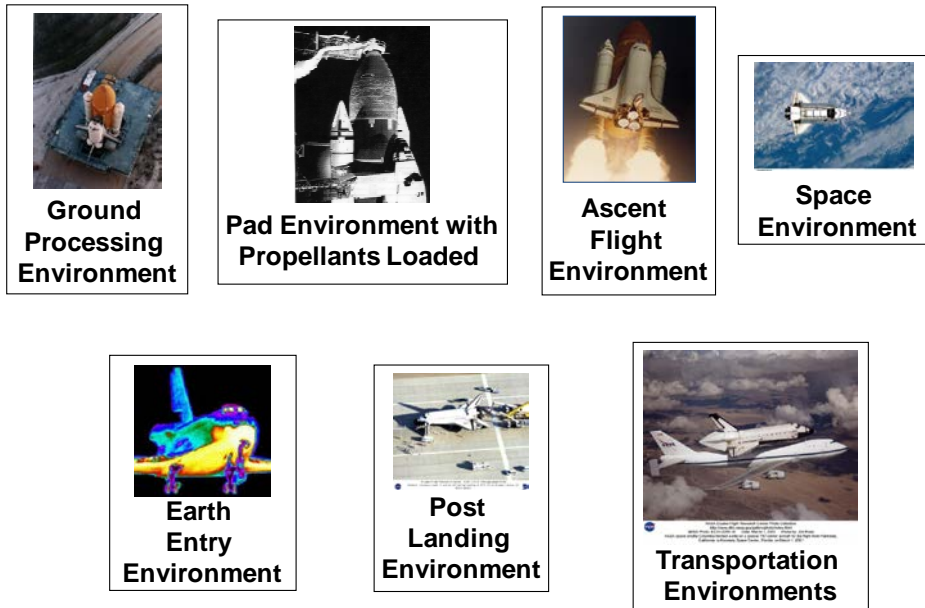 Ground
Processing
Environment
Pad Environment with
Propellants Loaded
Ascent
Flight
Environment
Space
Environment
Earth
Entry
Environment
Post
Landing
Environment
Transportation
Environments